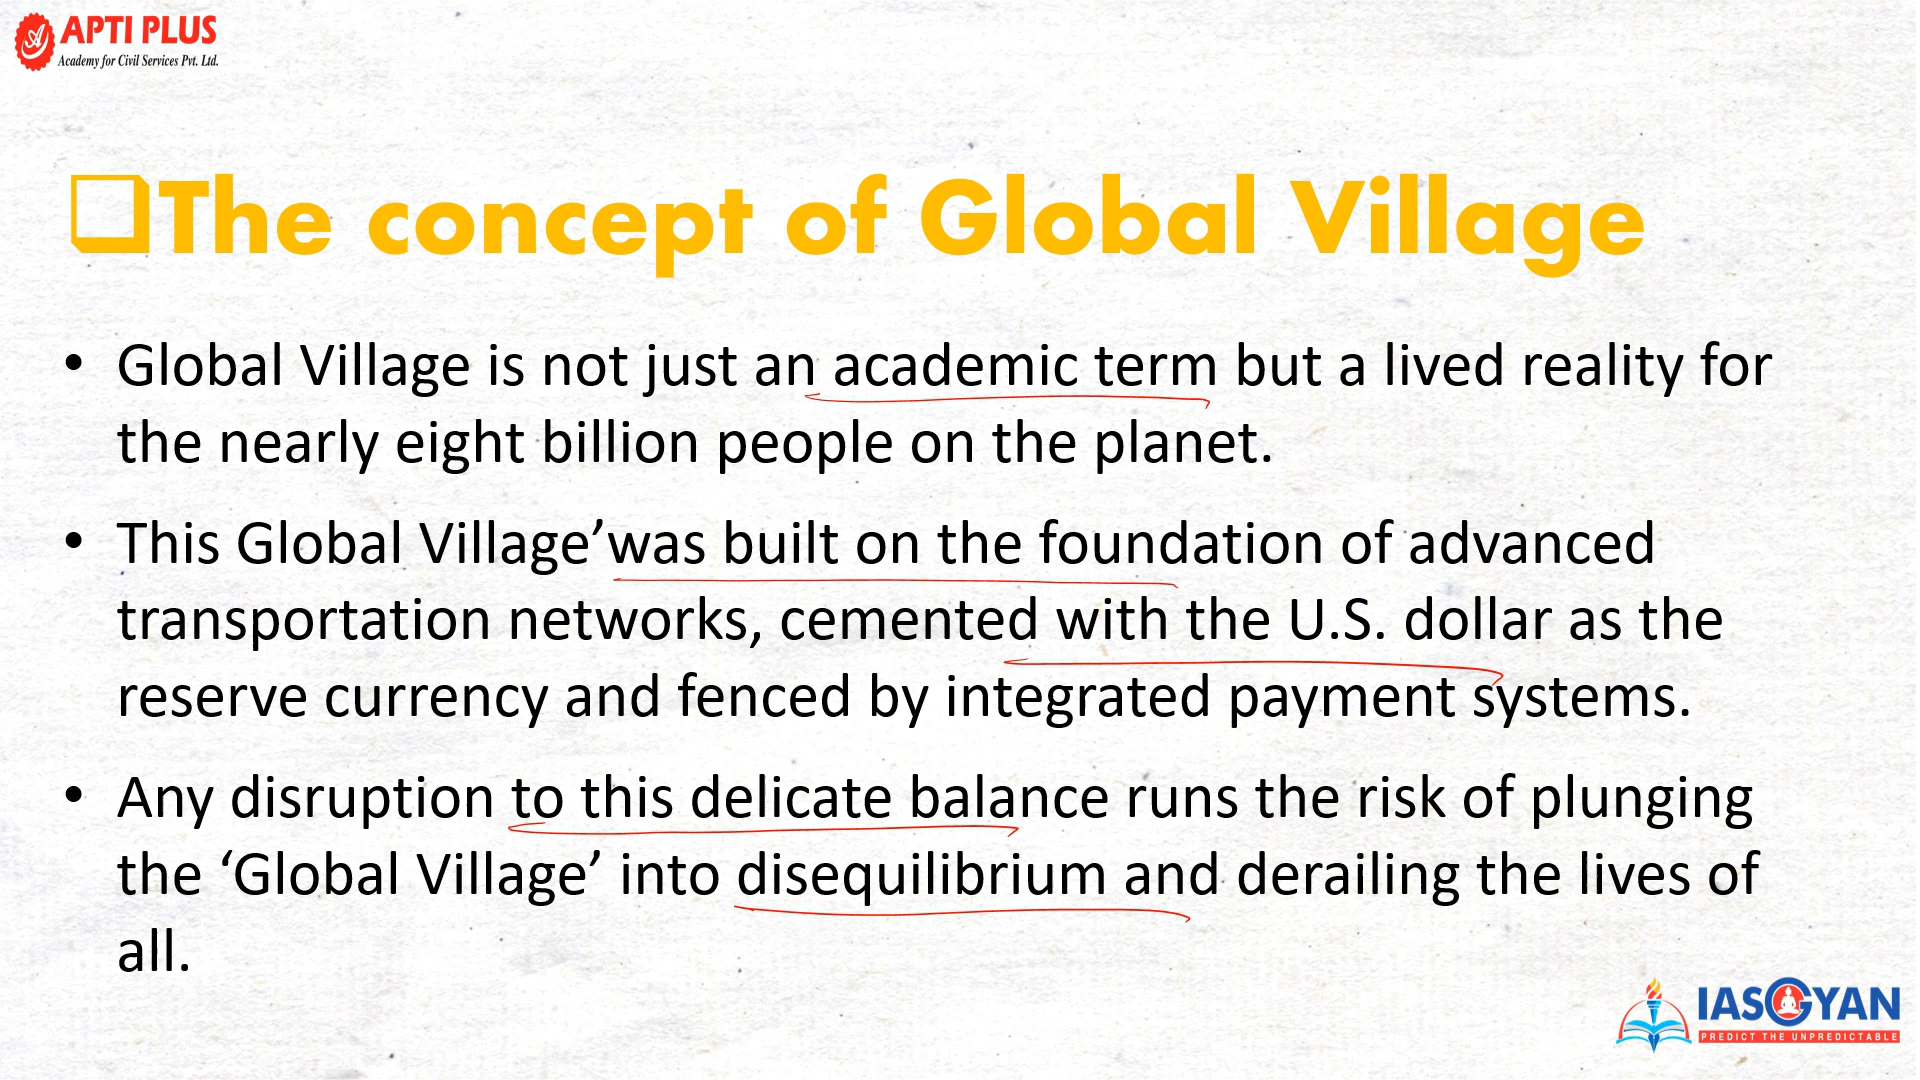 APTI PLUS
Academy for Civil Services Pvt. Ltd.
❑The concept of Global Village
• Global Village is not just an academic term but a lived reality for
the nearly eight billion people on the planet.
• This Global Village’was built on the foundation of advanced
transportation networks, cemented with the U.S. dollar as the
reserve currency and fenced by integrated payment systems.
• Any disruption to this delicate balance runs the risk of plunging
the ‘Global Village’ into disequilibrium and derailing the lives of
all.
IASGYAN
PREDICT THE UNPREDICTABLE